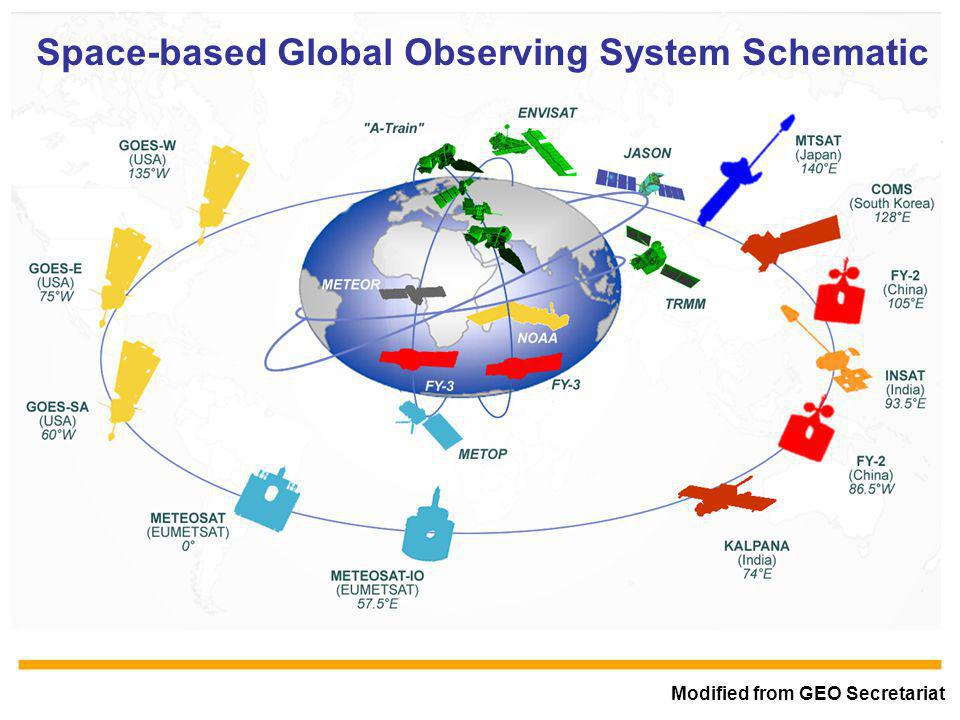 Space-based Global Observing System Schematic
ENVISAT
"A-Train"
GOES-W
(USA)
135°W
JASON
MTSAT
(Japan)
140°E
COMS
(South Korea)
128°E
GOES-E
(USA)
75°W
METEOR
FY-2
(China)
105°E
TRMM
NOAA
GOES-SA
(USA)
60°W
FY-3
FY-3
INSAT
(India)
93.5°E
METOP
FY-2
(China)
86.5°W
METEOSAT
(EUMETSAT)
0°
KALPANA
(India)
74°E
METEOSAT-IO
(EUMETSAT)
57.5°E
Modified from GEO Secretariat